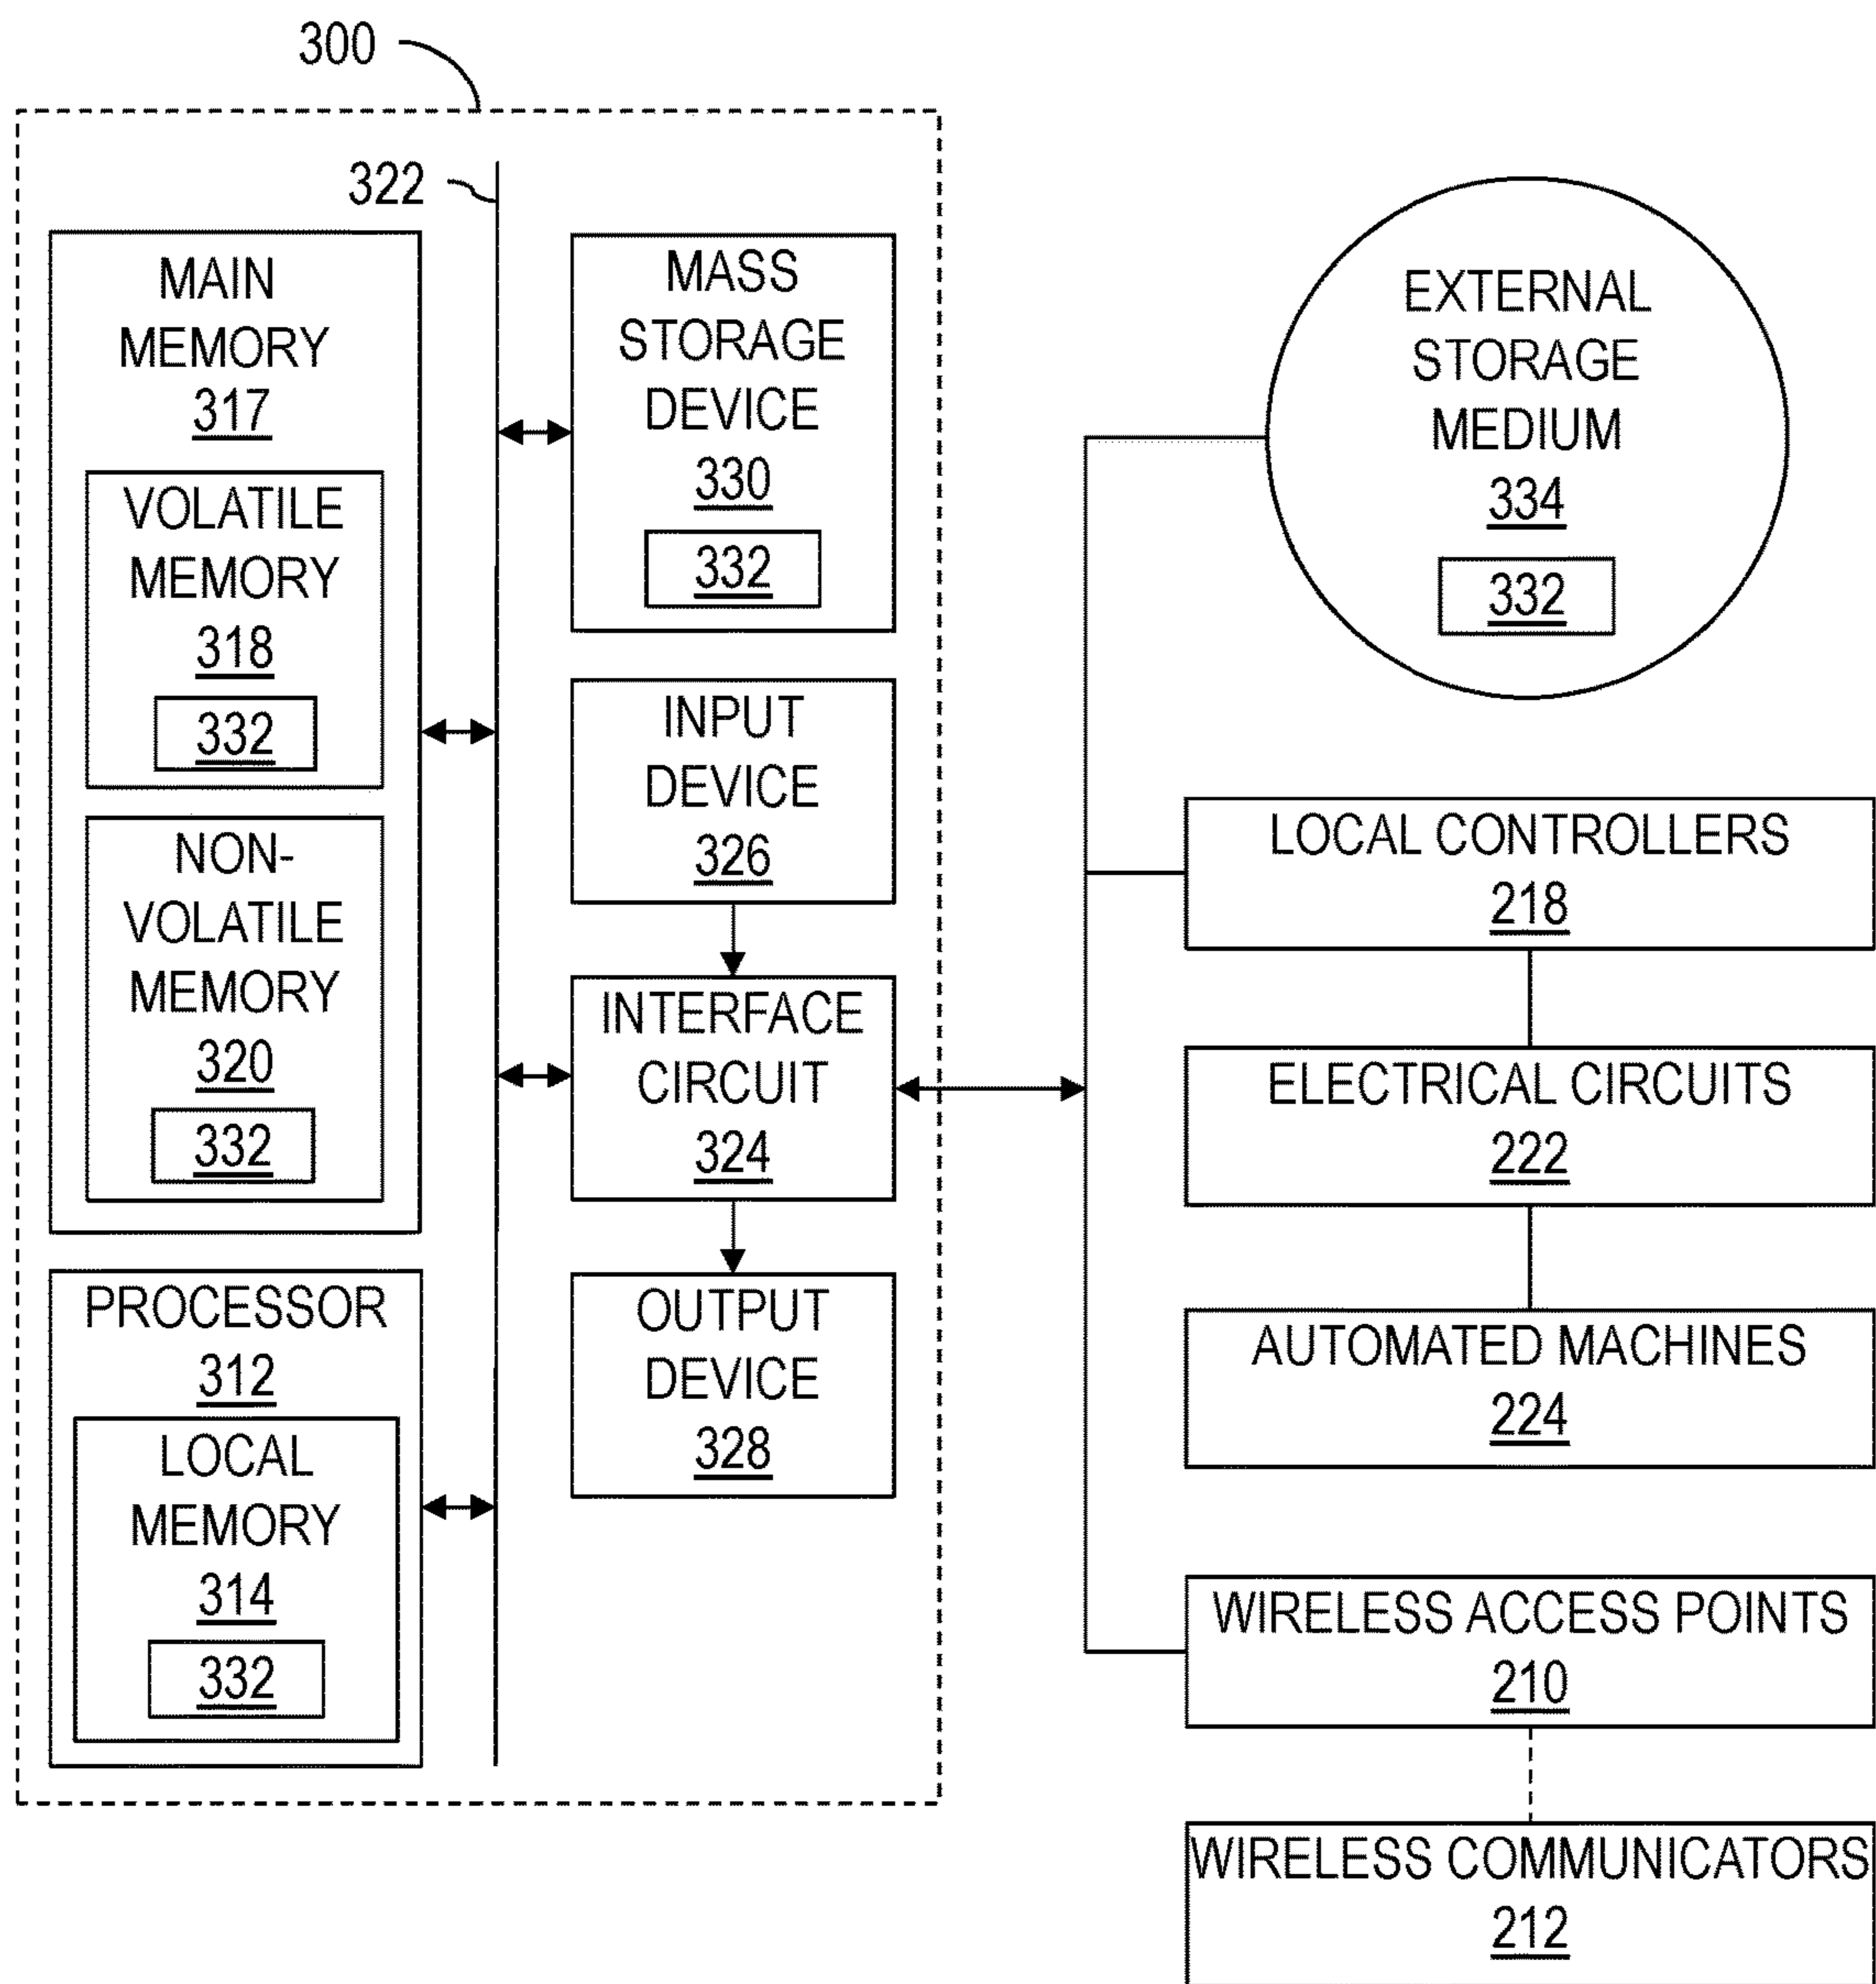 300
322
MAIN
MEMORY
317
VOLATILE
MEMORY
318
332
NON-
VOLATILE
MEMORY
320
332
PROCESSOR
312
LOCAL
MEMORY
314
332
MASS
STORAGE
DEVICE
330
332
INPUT
DEVICE
326
INTERFACE
CIRCUIT
324
OUTPUT
DEVICE
328
EXTERNAL
STORAGE
MEDIUM
334
332
LOCAL CONTROLLERS
218
ELECTRICAL CIRCUITS
222
AUTOMATED MACHINES
224
WIRELESS ACCESS POINTS
210
WIRELESS COMMUNICATORS
212